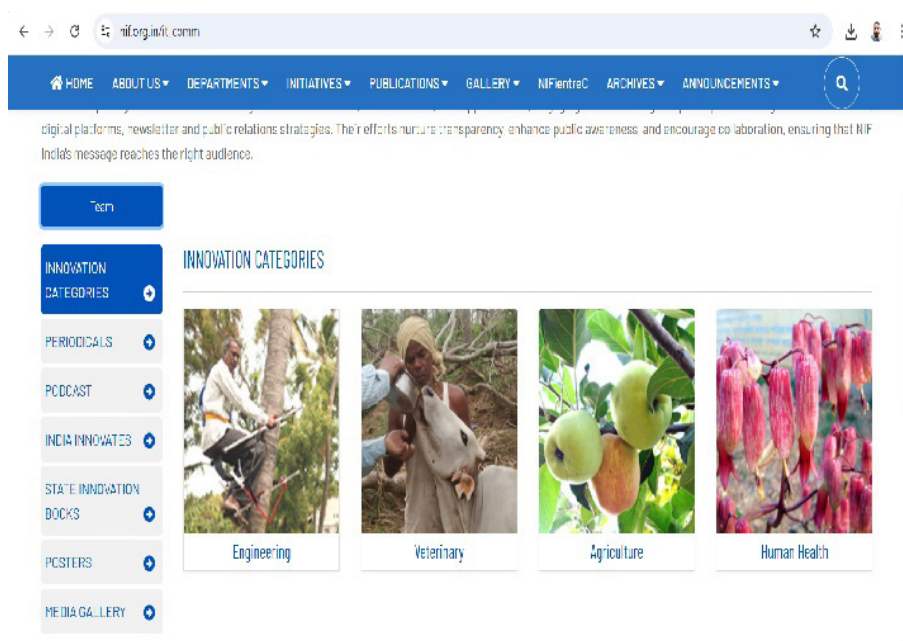 nif.org.in/it_comm
HOME ABOUT US DEPARTMENTS INITIATIVES PUBLICATIONS GALLERY NIFientreC ARCHIVES ANNOUNCEMENTS
digital platforms, newsletter and public relations strategies. Their efforts nurture transparency, enhance public awareness, and encourage collaboration, ensuring that NIF
India's message reaches the right audience.
Team
INNOVATION
CATEGORIES
PERIODICALS
PODCAST
INDIA INNOVATES
STATE INNOVATION
BOOKS
POSTERS
MEDIA GALLERY
INNOVATION CATEGORIES
Engineering
Veterinary
Agriculture
Human Health